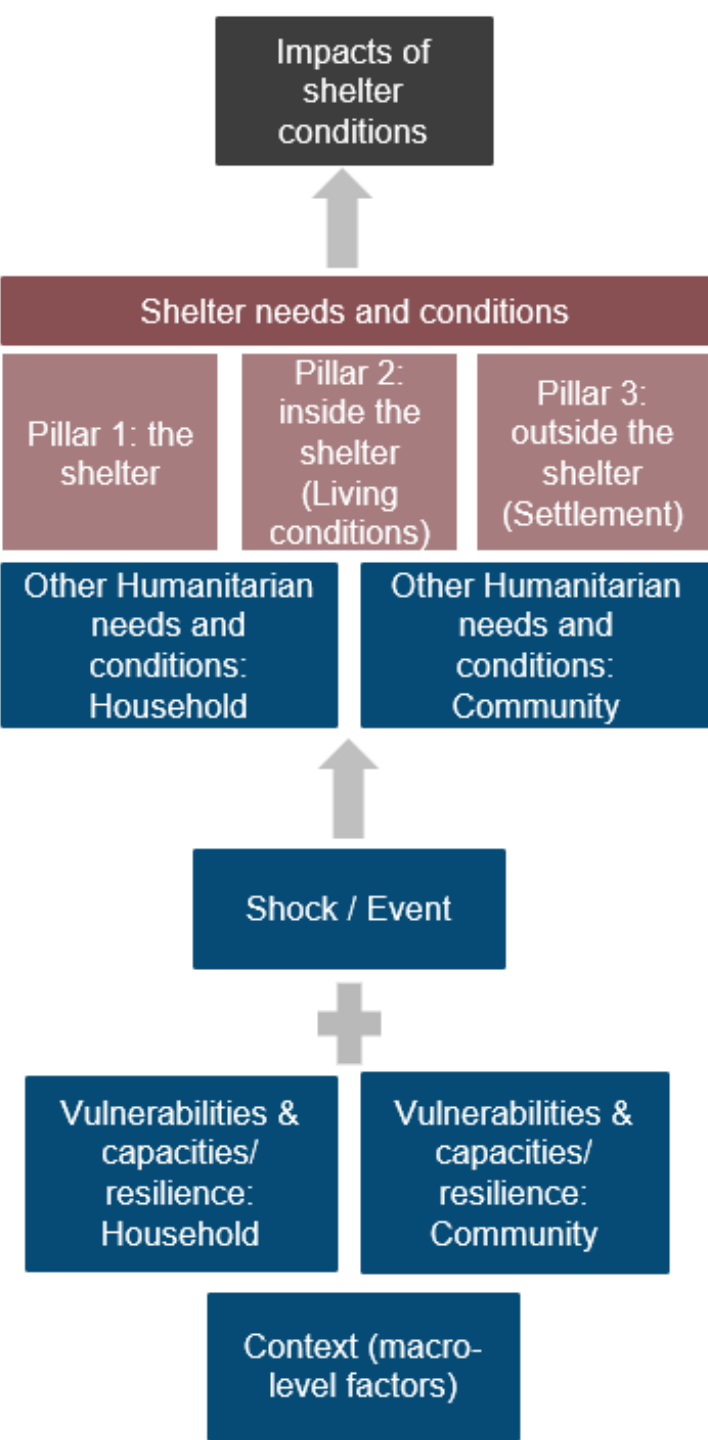 Impacts of
shelter
conditions
Shelter needs and conditions
Pillar 1: the
shelter
Pillar 2:
inside the
shelter
(Living
conditions)
Pillar 3:
outside the
shelter
(Settlement)
Other Humanitarian
needs and
conditions:
Household
Other Humanitarian
needs and
conditions:
Community
Shock / Event
Vulnerabilities &
capacities/
resilience:
Household
Vulnerabilities &
capacities/
resilience:
Community
Context (macro-
level factors)